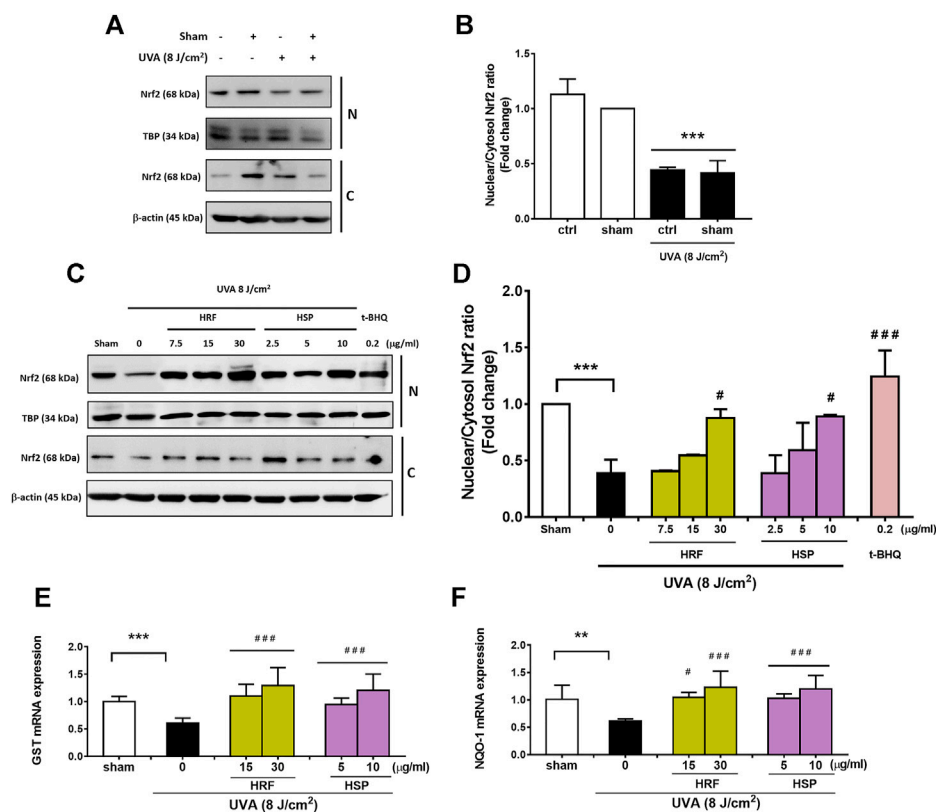 A
Sham - + - +
UVA (8 J/cm²) - - + +
Nrf2 (68 kDa)
TBP (34 kDa)
N
Nrf2 (68 kDa)
β-actin (45 kDa)
C
B
Nuclear/Cytosol Nrf2 ratio
(Fold change)
1.5
1.0
0.5
0.0
***
ctrl sham ctrl sham
UVA (8 J/cm²)
C
UVA 8 J/cm²
HRF HSP t-BHQ
Sham 0 7.5 15 30 2.5 5 10 0.2 (μg/ml)
Nrf2 (68 kDa)
TBP (34 kDa)
N
Nrf2 (68 kDa)
β-actin (45 kDa)
C
D
Nuclear/Cytosol Nrf2 ratio
(Fold change)
2.0
1.5
1.0
0.5
0.0
***
#
#
###
Sham 0 7.5 15 30 2.5 5 10 0.2 (μg/ml)
HRF HSP t-BHQ
UVA (8 J/cm²)
E
GST mRNA expression
2.0
1.5
1.0
0.5
0.0
***
###
###
sham 0 15 30 5 10 (μg/ml)
HRF HSP
UVA (8 J/cm²)
F
NQO-1 mRNA expression
2.0
1.5
1.0
0.5
0.0
**
#
###
###
sham 0 15 30 5 10 (μg/ml)
HRF HSP
UVA (8 J/cm²)